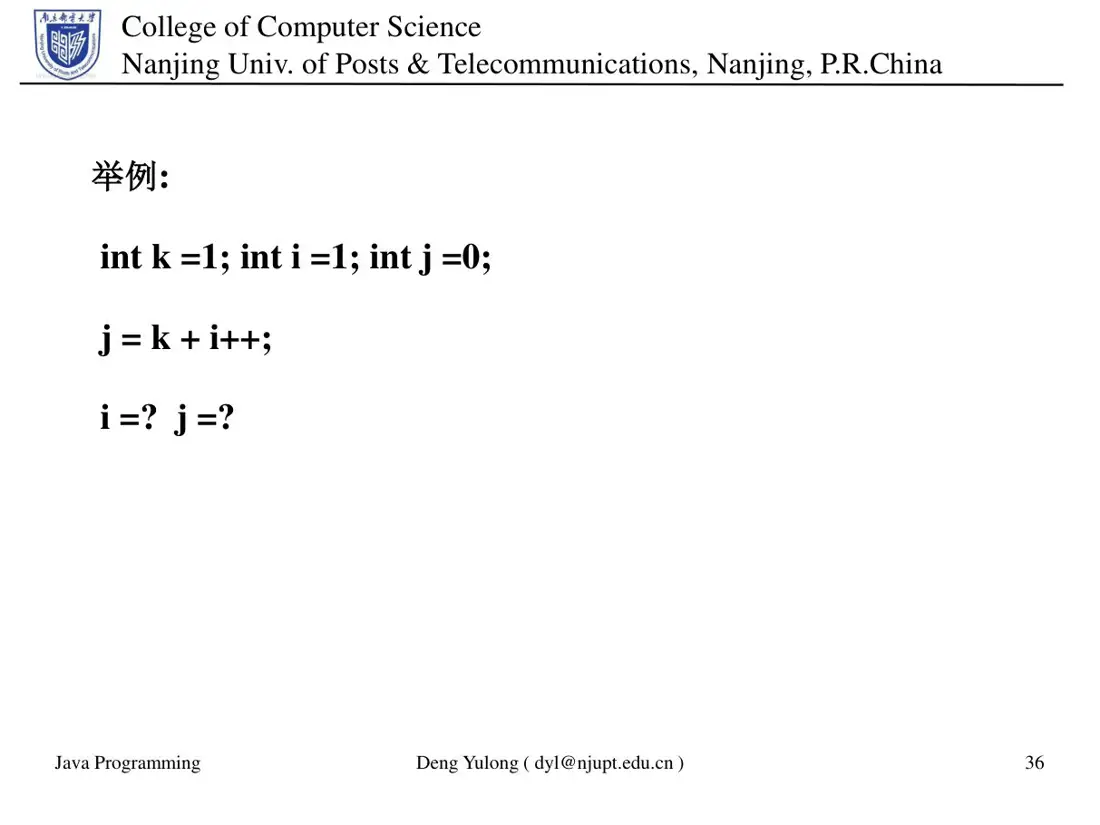 College of Computer Science
Nanjing Univ. of Posts & Telecommunications, Nanjing, P.R.China
举例:
int k =1; int i =1; int j =0;
j = k + i++;
i =? j =?
Java Programming
Deng Yulong ( dyl@njupt.edu.cn )
36